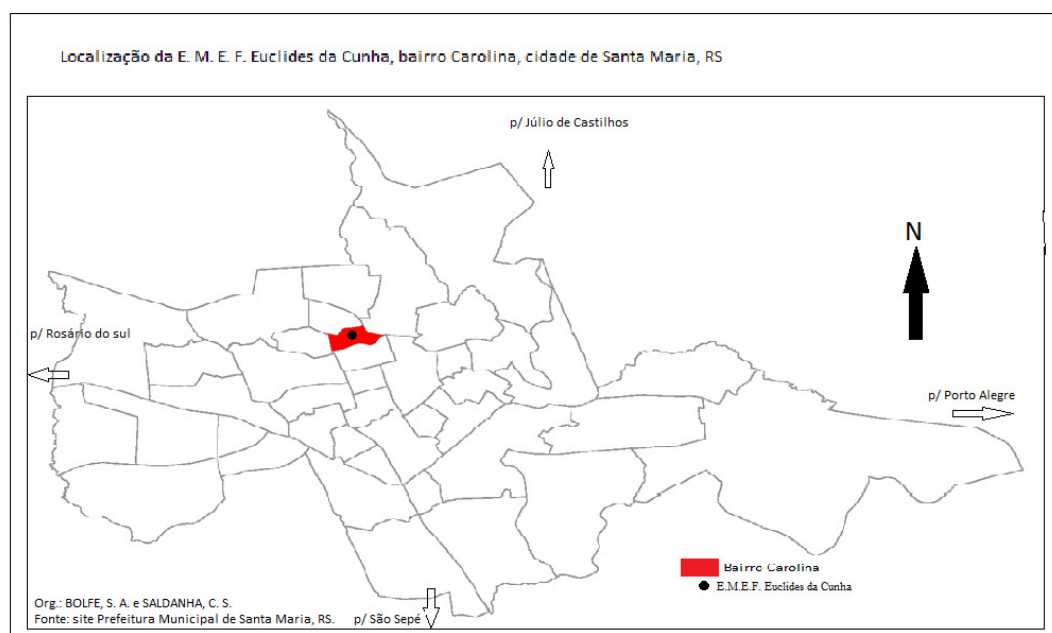 Localização da E. M. E. F. Euclides da Cunha, bairro Carolina, cidade de Santa Maria, RS
p/ Júlio de Castilhos
N
p/ Rosário do sul
p/ Porto Alegre
Bairro Carolina
E.M.E.F. Euclides da Cunha
Org.: BOLFE, S. A. e SALDANHA, C. S.
Fonte: site Prefeitura Municipal de Santa Maria, RS.
p/ São Sepé